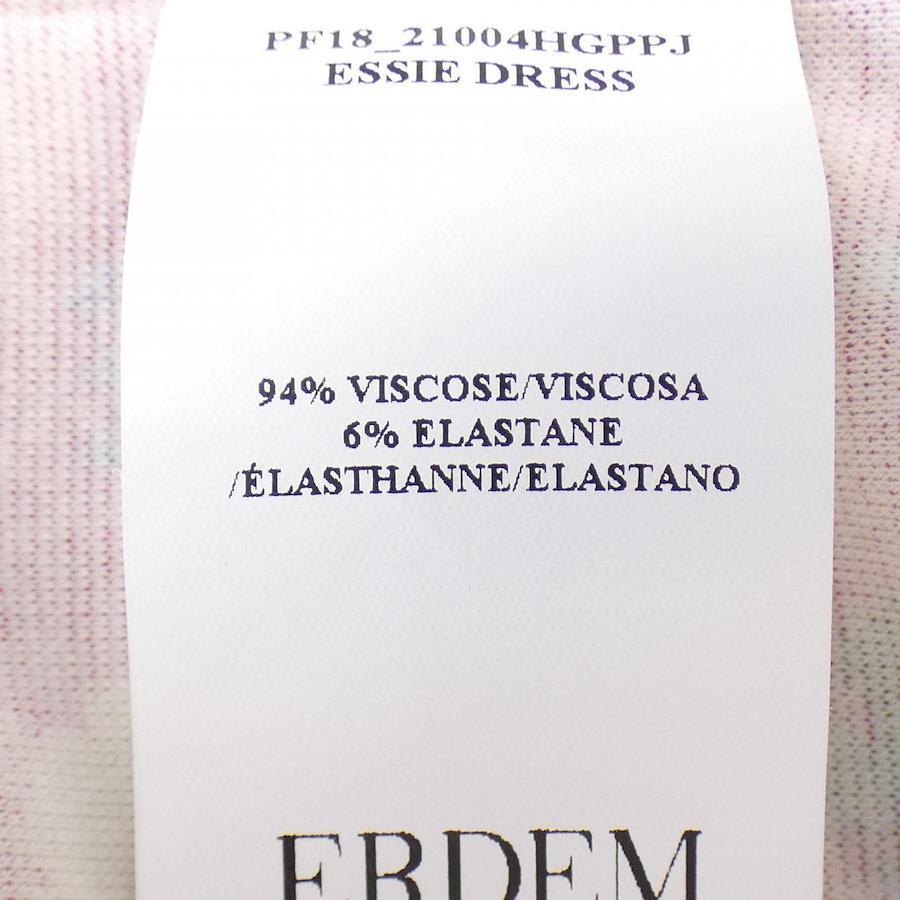 PF18_21004HGPPJ
ESSIE DRESS
94% VISCOSE/VISCOSA
6% ELASTANE
/ÉLASTHANNE/ELASTANO
ERDEM